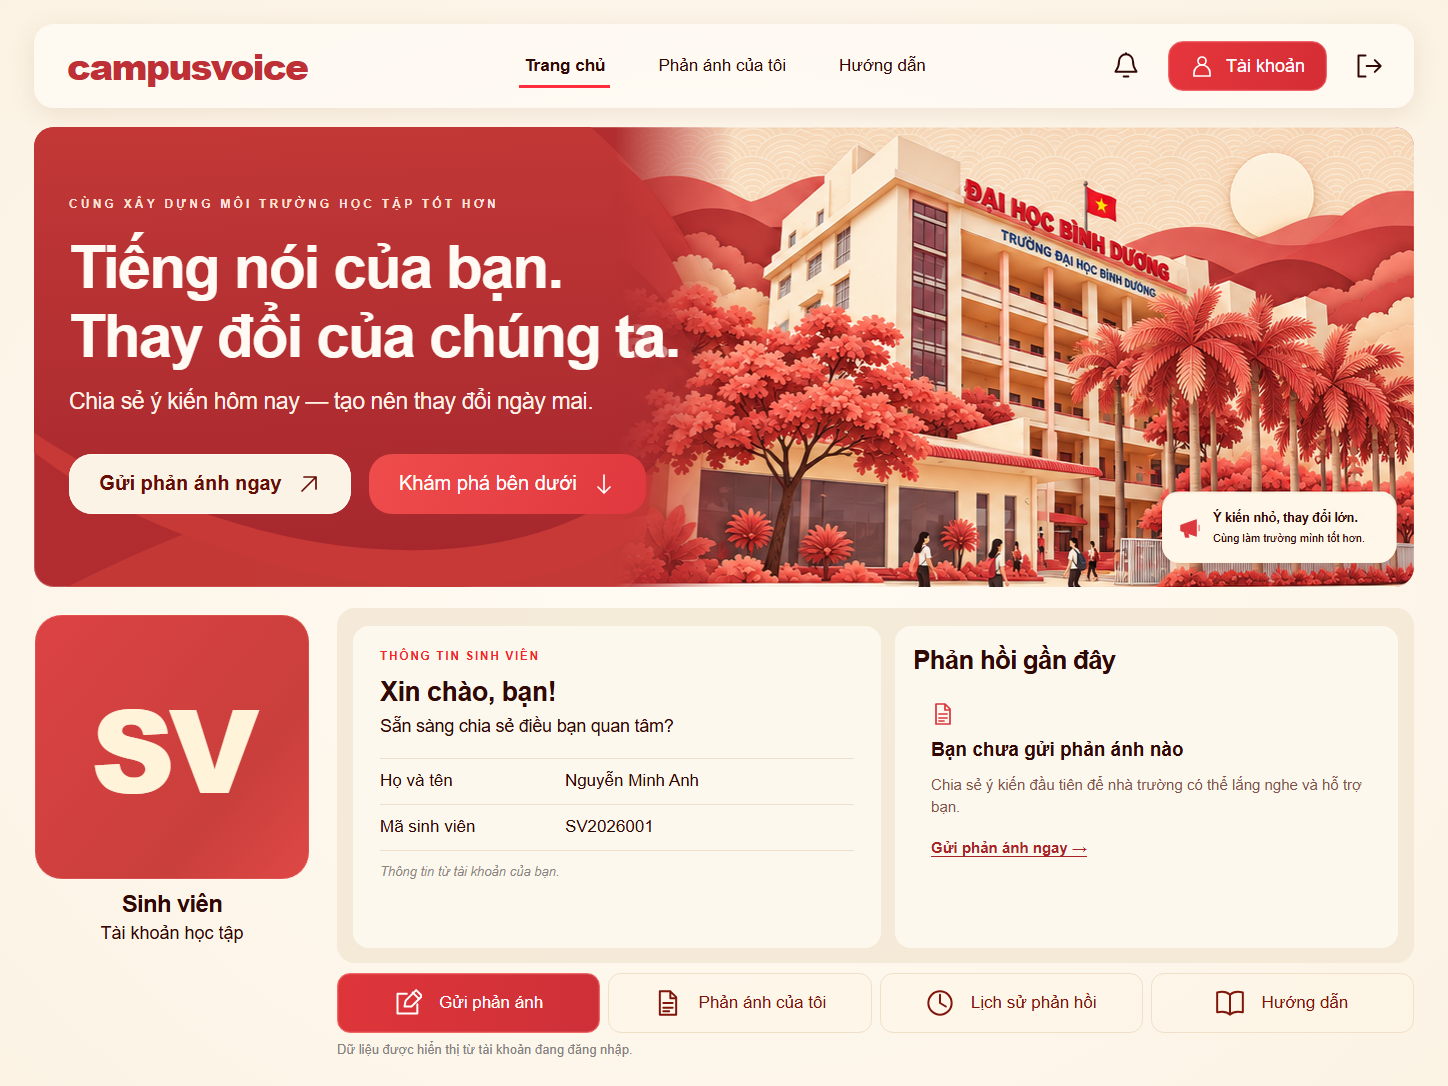 campusvoice
Trang chủ
Phản ánh của tôi
Hướng dẫn
Tài khoản
CÙNG XÂY DỰNG MÔI TRƯỜNG HỌC TẬP TỐT HƠN
Tiếng nói của bạn.
Thay đổi của chúng ta.
Chia sẻ ý kiến hôm nay — tạo nên thay đổi ngày mai.
Gửi phản ánh ngay
Khám phá bên dưới
ĐẠI HỌC BÌNH DƯƠNG
TRƯỜNG ĐẠI HỌC BÌNH DƯƠNG
Ý kiến nhỏ, thay đổi lớn.
Cùng làm trường mình tốt hơn.
SV
Sinh viên
Tài khoản học tập
THÔNG TIN SINH VIÊN
Xin chào, bạn!
Sẵn sàng chia sẻ điều bạn quan tâm?
Họ và tên Nguyễn Minh Anh
Mã sinh viên SV2026001
Thông tin từ tài khoản của bạn.
Phản hồi gần đây
Bạn chưa gửi phản ánh nào
Chia sẻ ý kiến đầu tiên để nhà trường có thể lắng nghe và hỗ trợ
bạn.
Gửi phản ánh ngay →
Gửi phản ánh
Phản ánh của tôi
Lịch sử phản hồi
Hướng dẫn
Dữ liệu được hiển thị từ tài khoản đang đăng nhập.